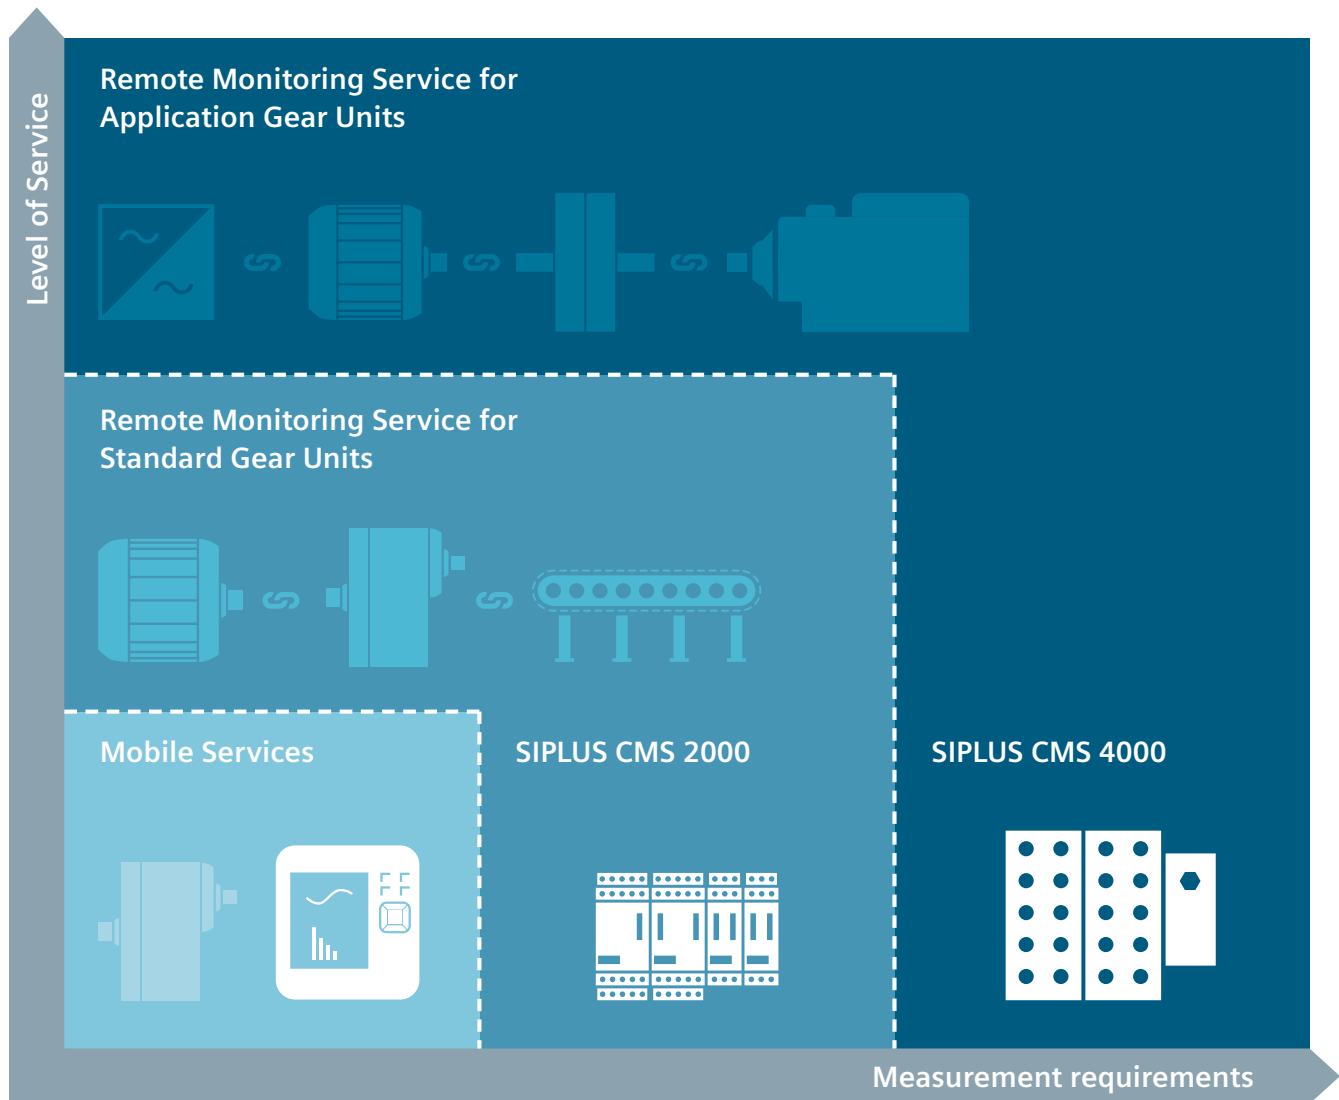 Level of Service
Remote Monitoring Service for
Application Gear Units
Remote Monitoring Service for
Standard Gear Units
Mobile Services
SIPLUS CMS 2000
SIPLUS CMS 4000
Measurement requirements